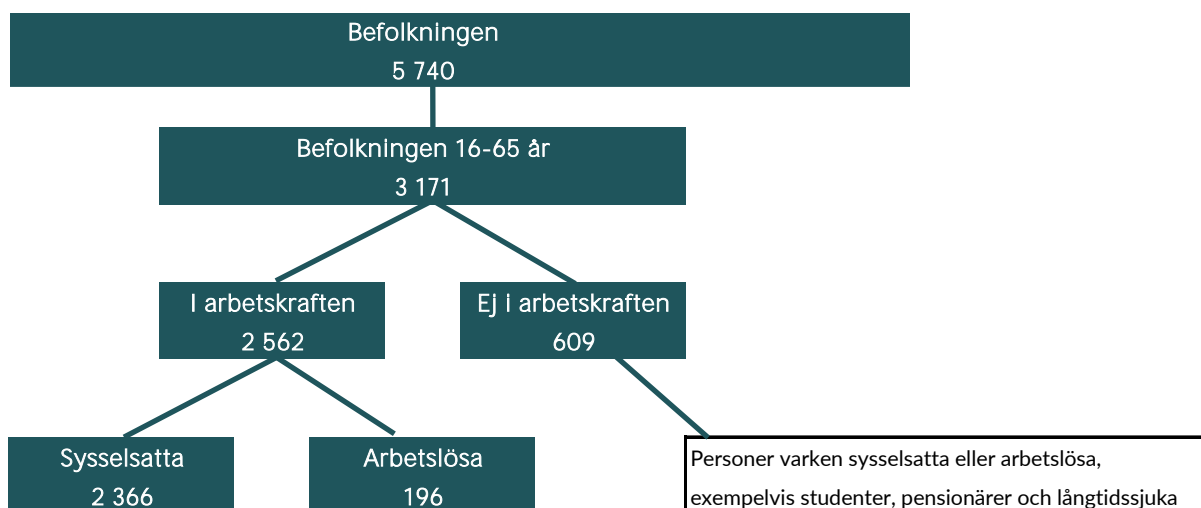 Befolkningen
5 740
Befolkningen 16-65 år
3 171
I arbetskraften
2 562
Ej i arbetskraften
609
Sysselsatta
2 366
Arbetslösa
196
Personer varken sysselsatta eller arbetslösa,
exempelvis studenter, pensionärer och långtidssjuka